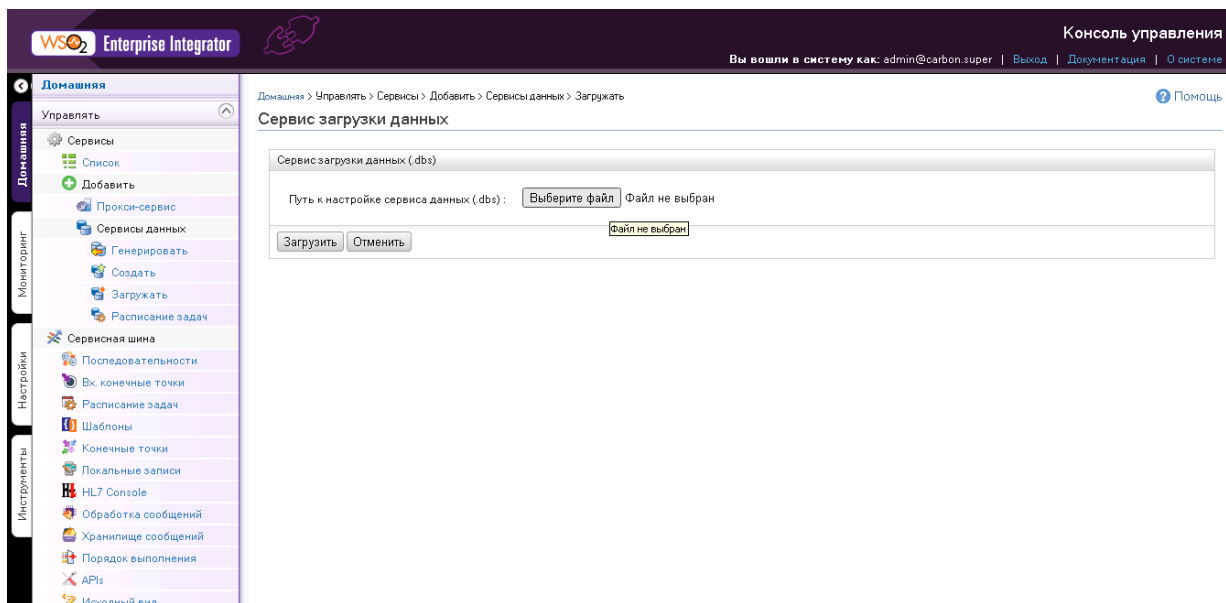 WSO2 Enterprise Integrator
Консоль управления
Вы вошли в систему как: admin@carbon.super | Выход | Документация | О системе
Домашняя
Мониторинг
Настройки
Инструменты
Домашняя
Управлять
Сервисы
Список
Добавить
Прокси-сервис
Сервисы данных
Генерировать
Создать
Загружать
Расписание задач
Сервисная шина
Последовательности
Вх. конечные точки
Расписание задач
Шаблоны
Конечные точки
Локальные записи
HL7 Console
Обработка сообщений
Хранилище сообщений
Порядок выполнения
APIs
Исходный вид
Домашняя > Управлять > Сервисы > Добавить > Сервисы данных > Загружать
Помощь
Сервис загрузки данных
Сервис загрузки данных (.dbs)
Путь к настройке сервиса данных (.dbs) : Выберите файл Файл не выбран
Файл не выбран
Загрузить Отменить